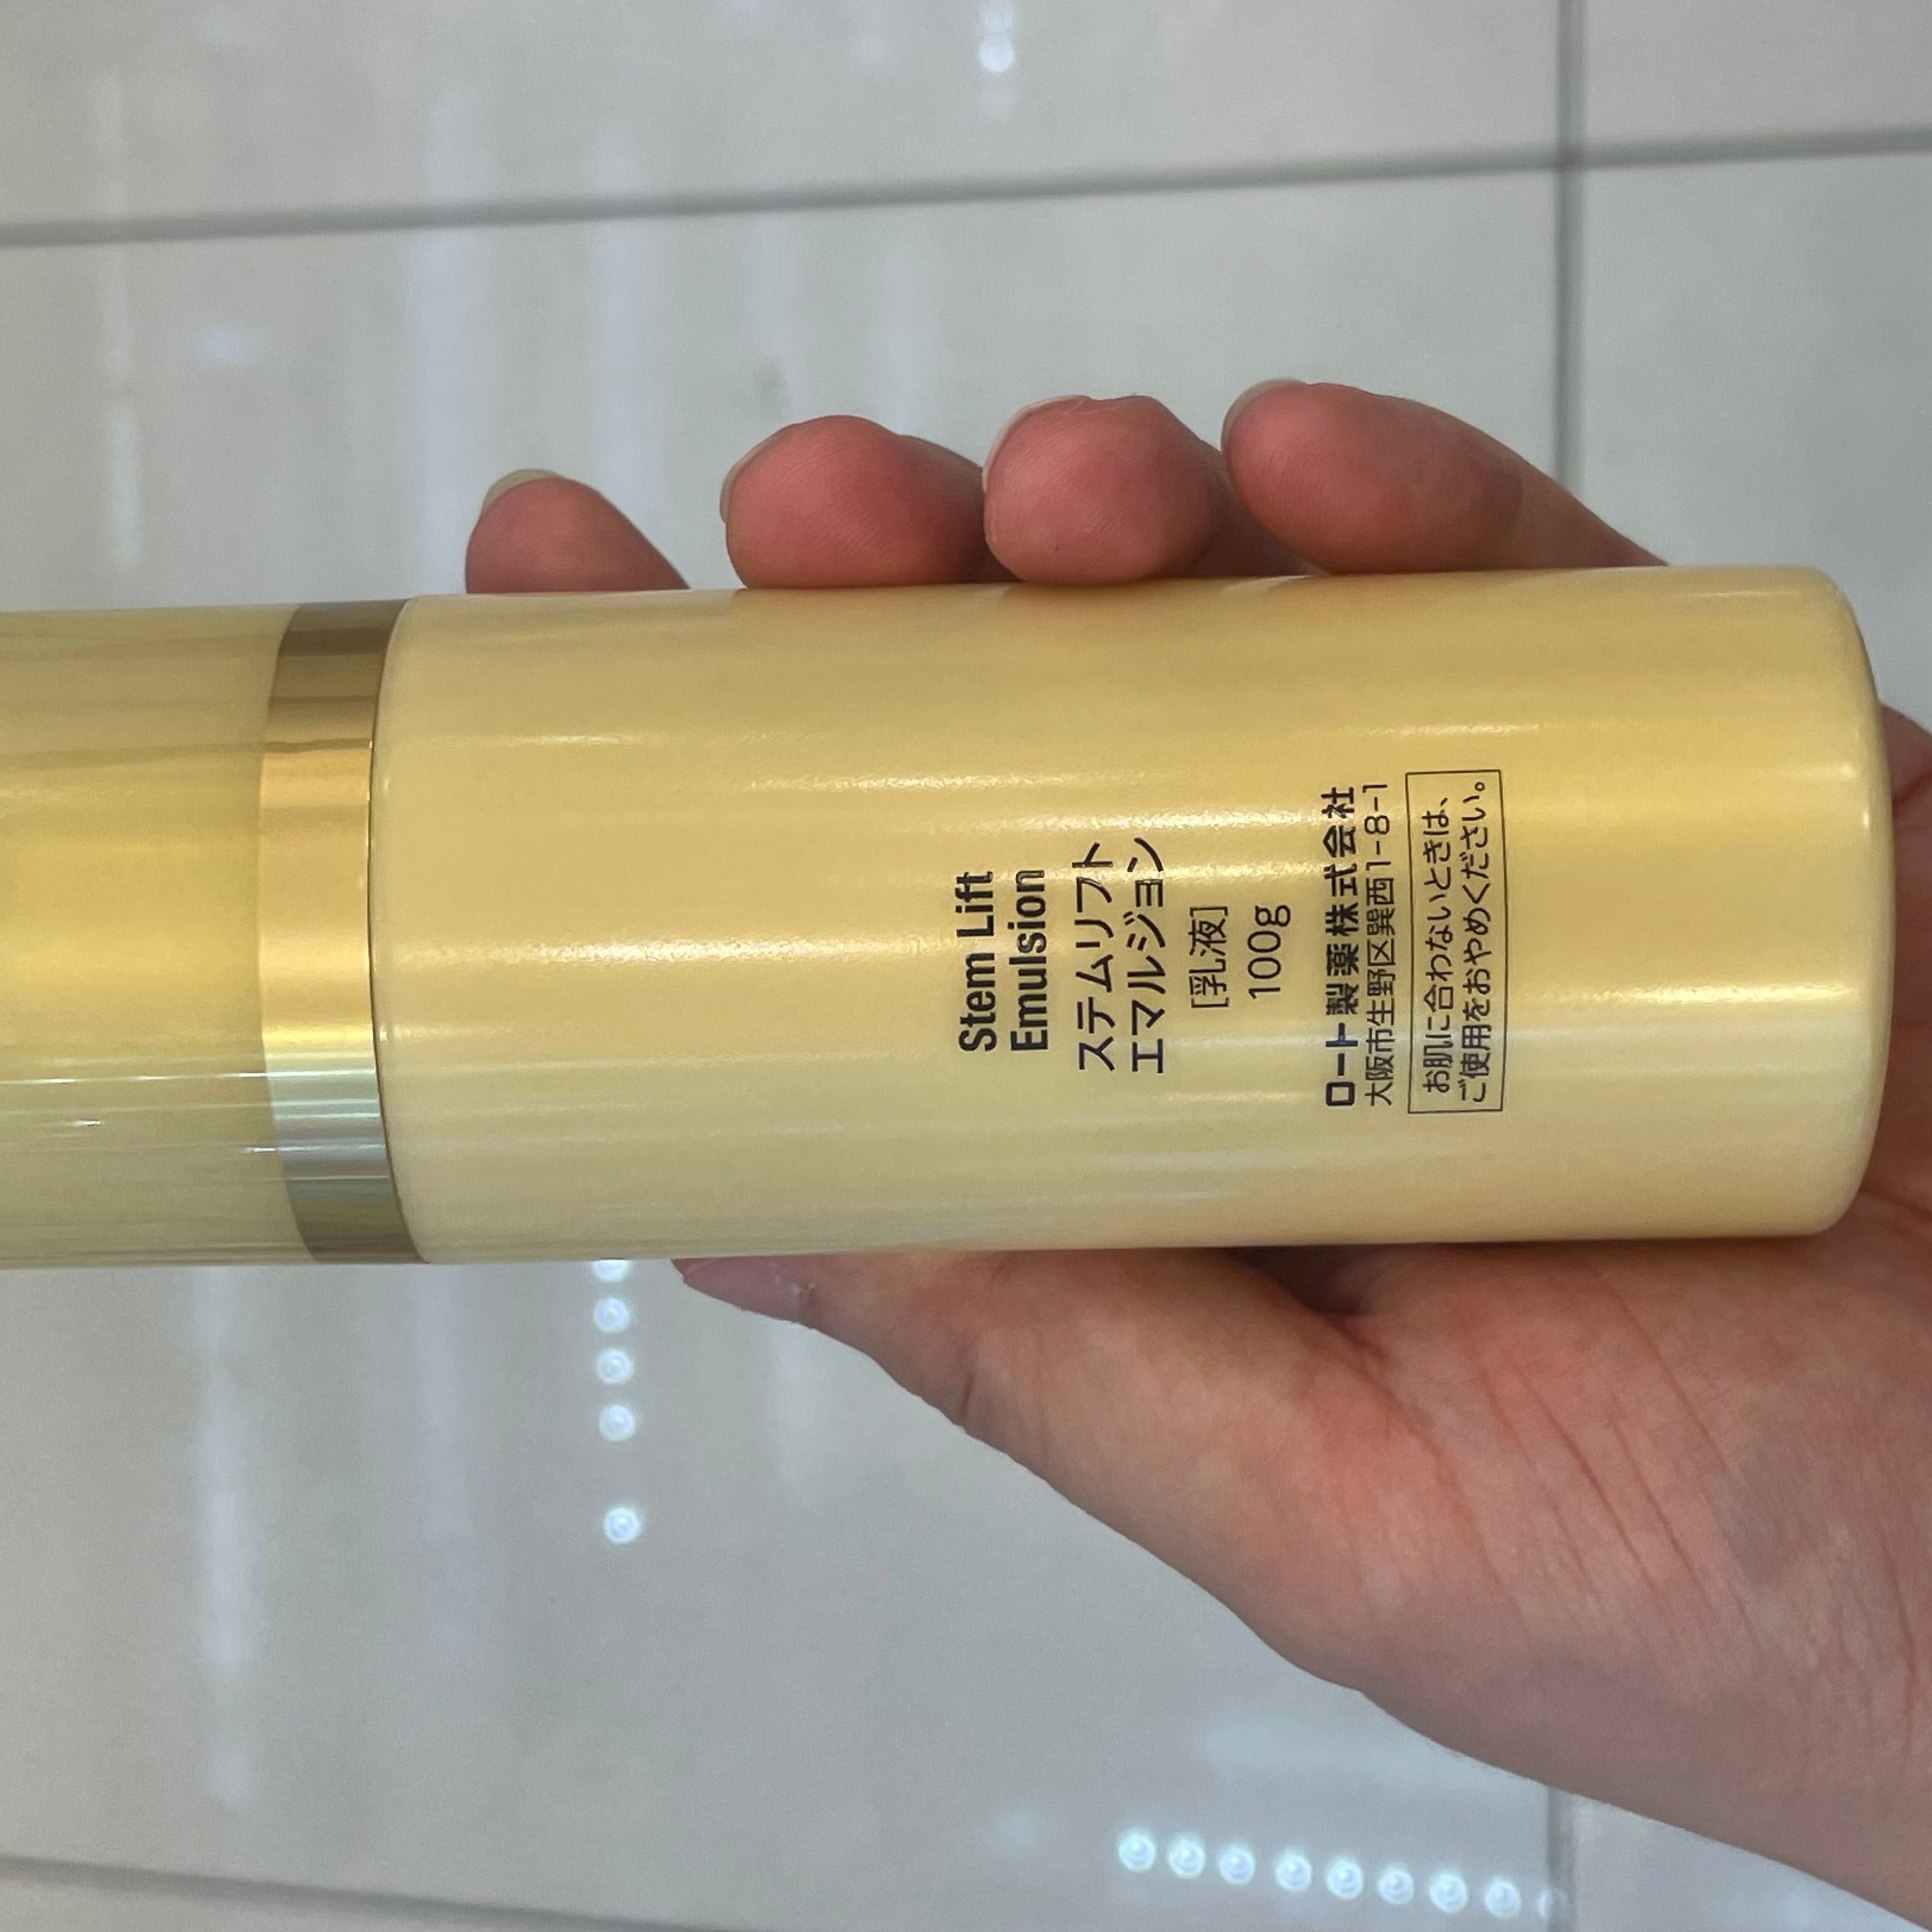 Stem Lift
Emulsion
ステムリフト
エマルジョン
[乳液]
100g
ロート製薬株式会社
大阪市生野区巽西1-8-1
お肌に合わないときは、
ご使用をおやめください。